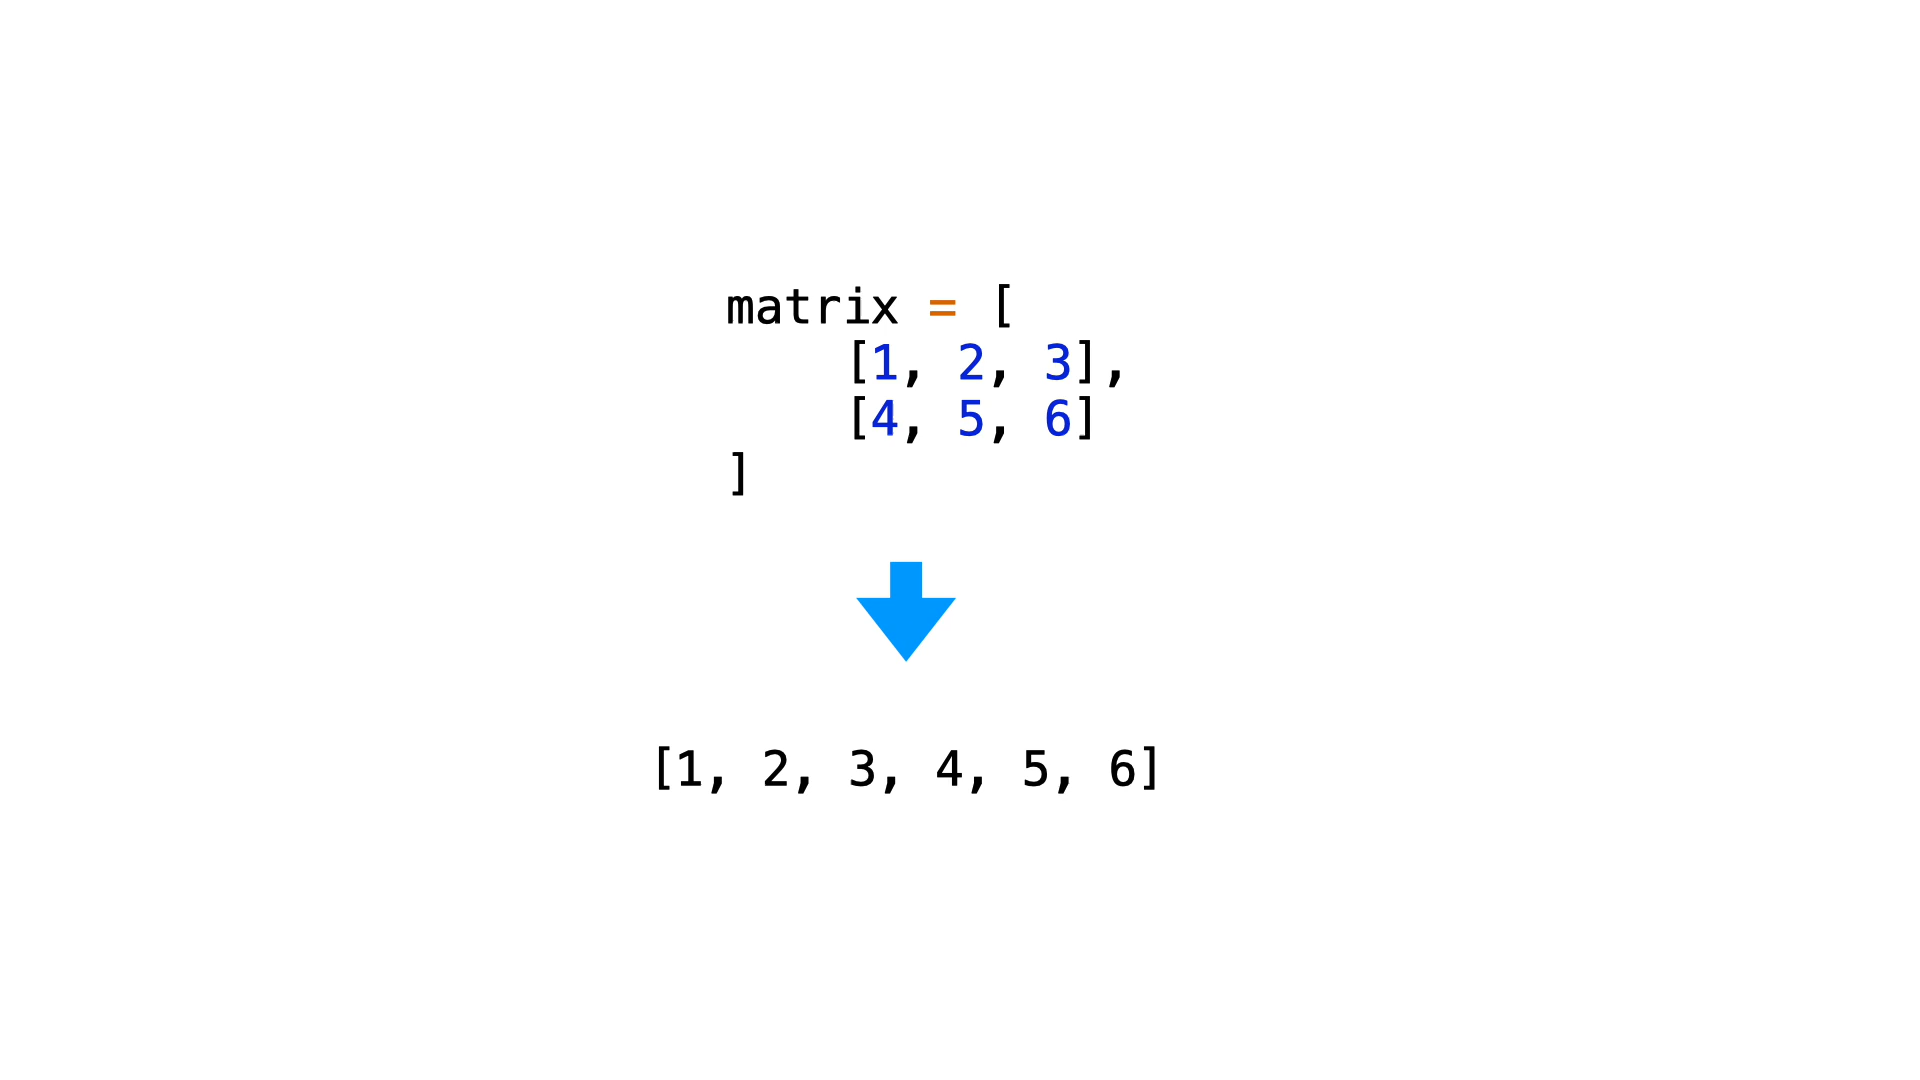 matrix = [
    [1, 2, 3],
    [4, 5, 6]
]
[1, 2, 3, 4, 5, 6]